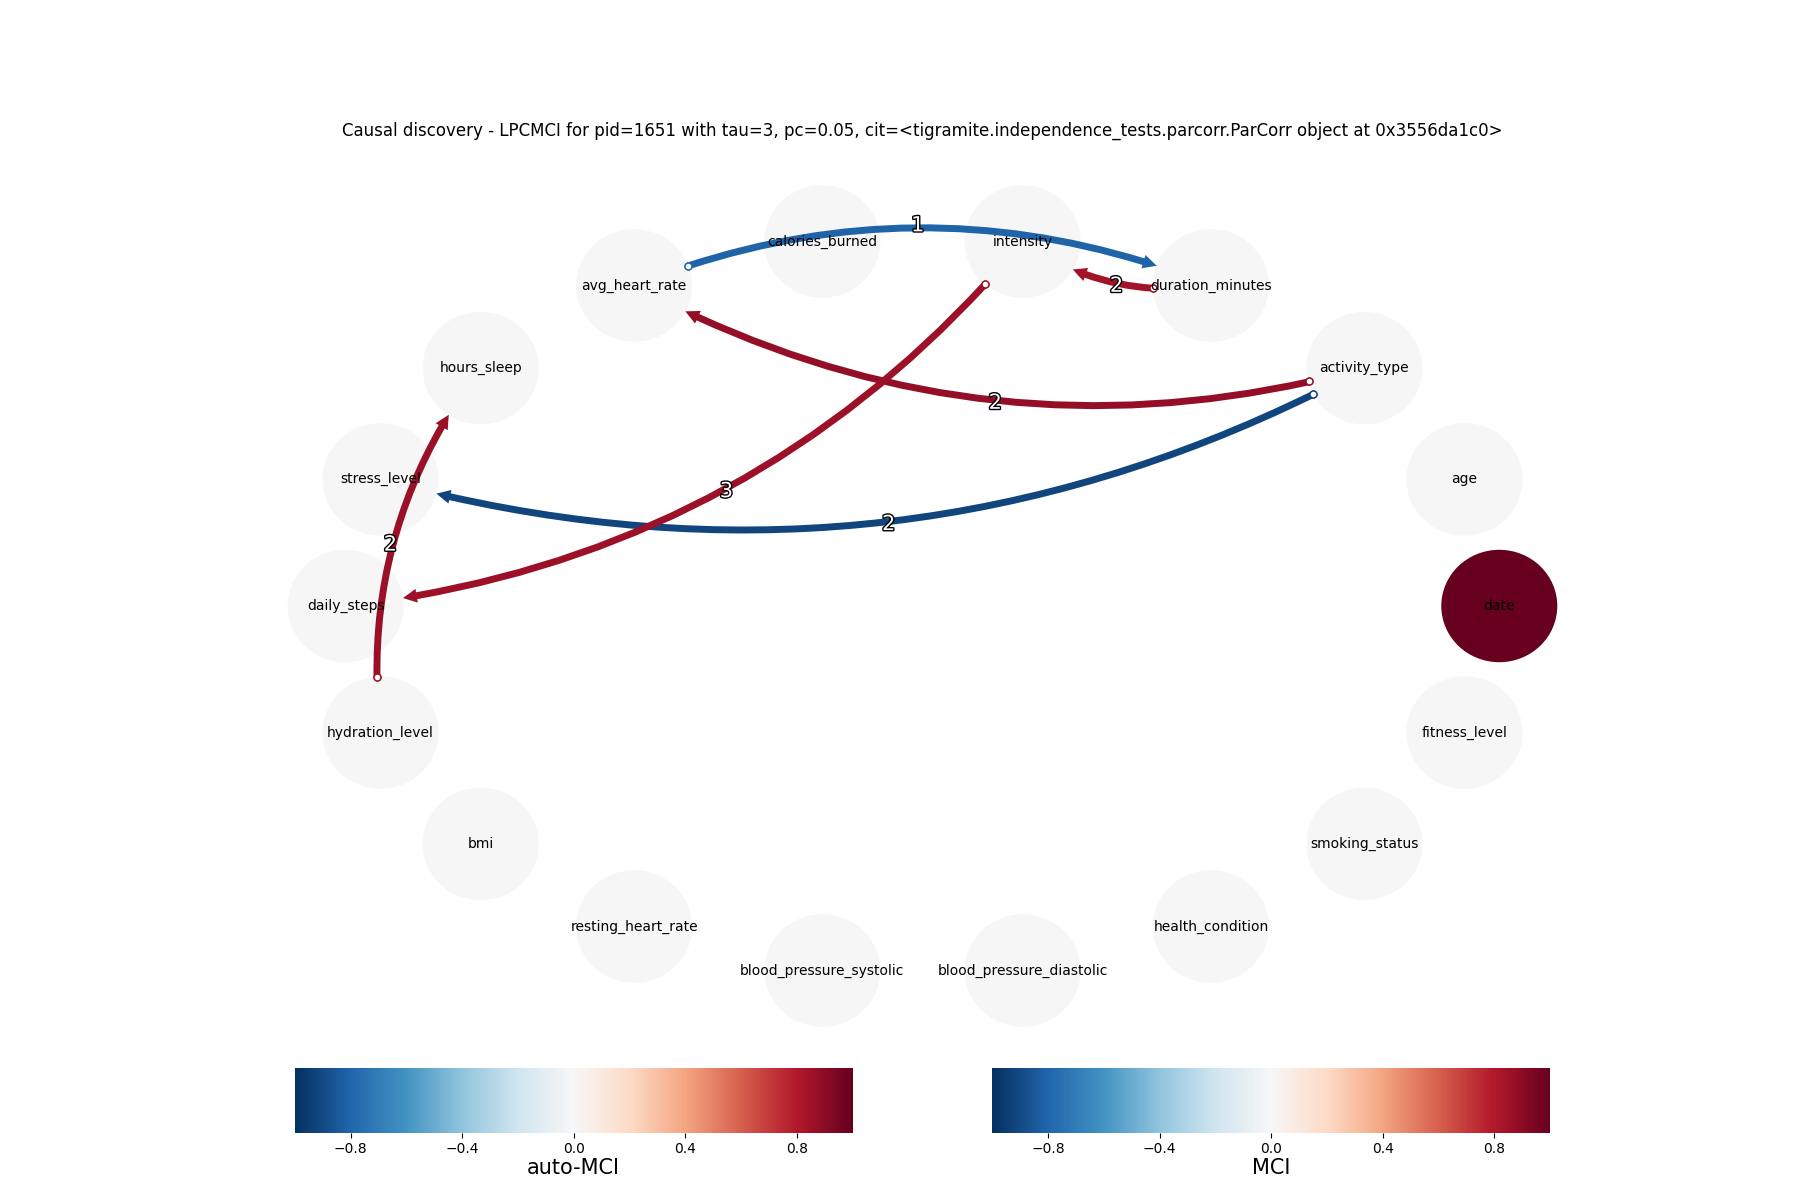 Causal discovery - LPCMCI for pid=1651 with tau=3, pc=0.05, cit=<tigramite.independence_tests.parcorr.ParCorr object at 0x3556da1c0>
1
calories_burned
intensity
avg_heart_rate
2
duration_minutes
hours_sleep
activity_type
2
stress_level
3
age
2
2
daily_steps
date
hydration_level
fitness_level
bmi
smoking_status
resting_heart_rate
health_condition
blood_pressure_systolic
blood_pressure_diastolic
−0.8 −0.4 0.0 0.4 0.8
auto-MCI
−0.8 −0.4 0.0 0.4 0.8
MCI